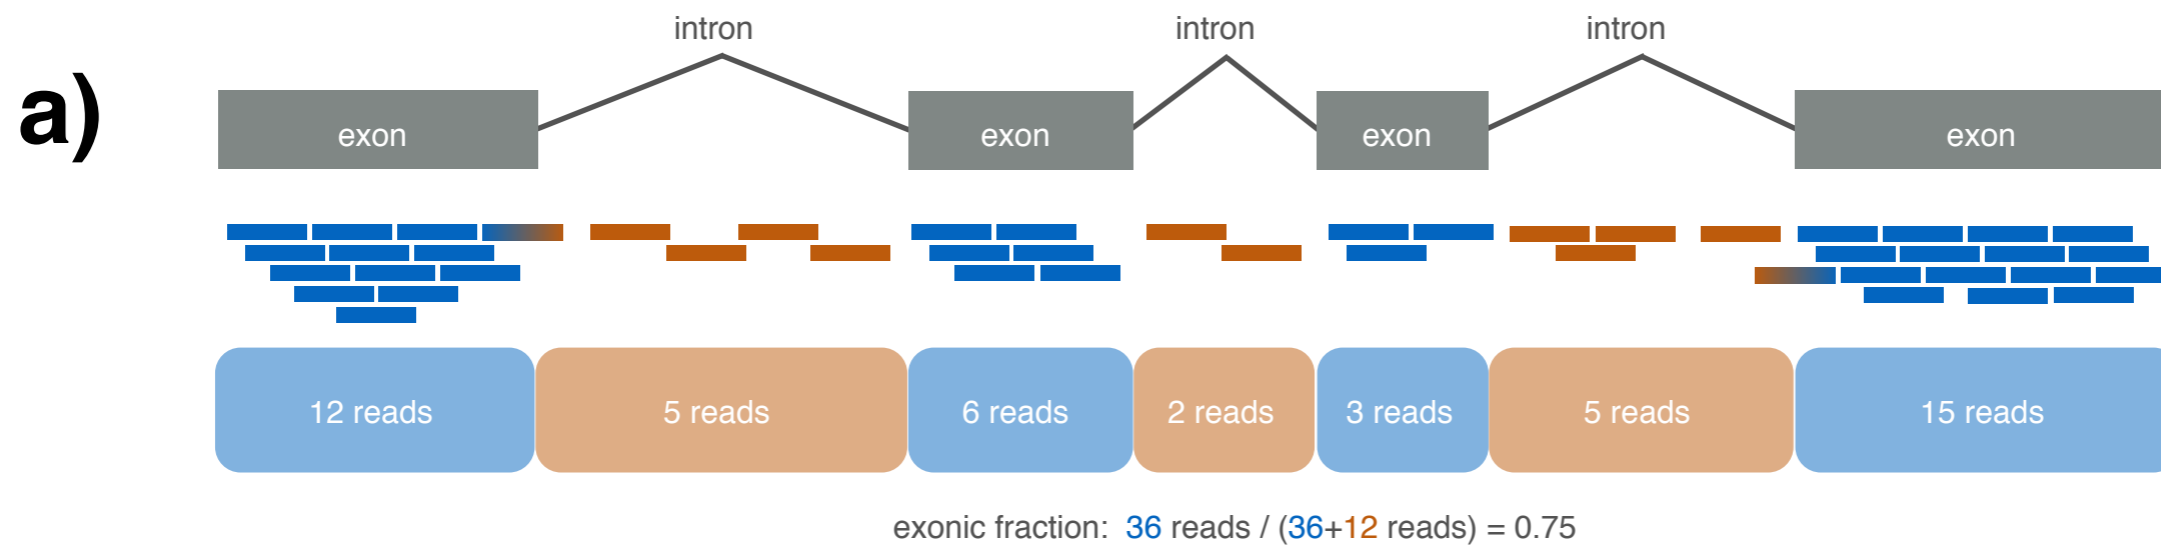 intron intron intron
a)
exon exon exon exon
12 reads 5 reads 6 reads 2 reads 3 reads 5 reads 15 reads
exonic fraction: 36 reads / (36+12 reads) = 0.75